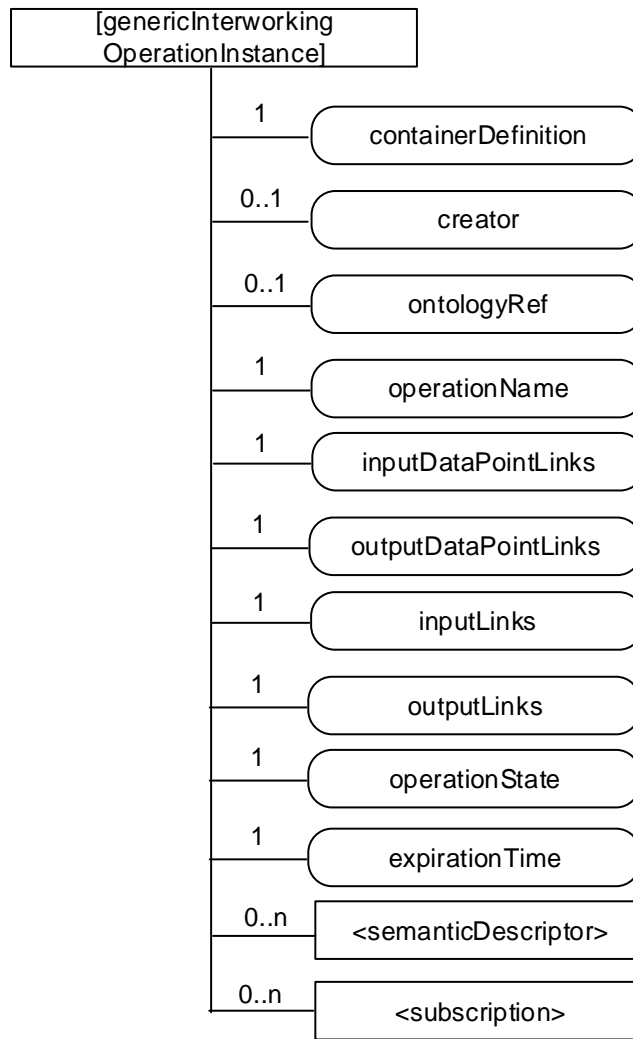 [genericInterworking
OperationInstance]
1
containerDefinition
0..1
creator
0..1
ontologyRef
1
operationName
1
inputDataPointLinks
1
outputDataPointLinks
1
inputLinks
1
outputLinks
1
operationState
1
expirationTime
0..n
<semanticDescriptor>
0..n
<subscription>